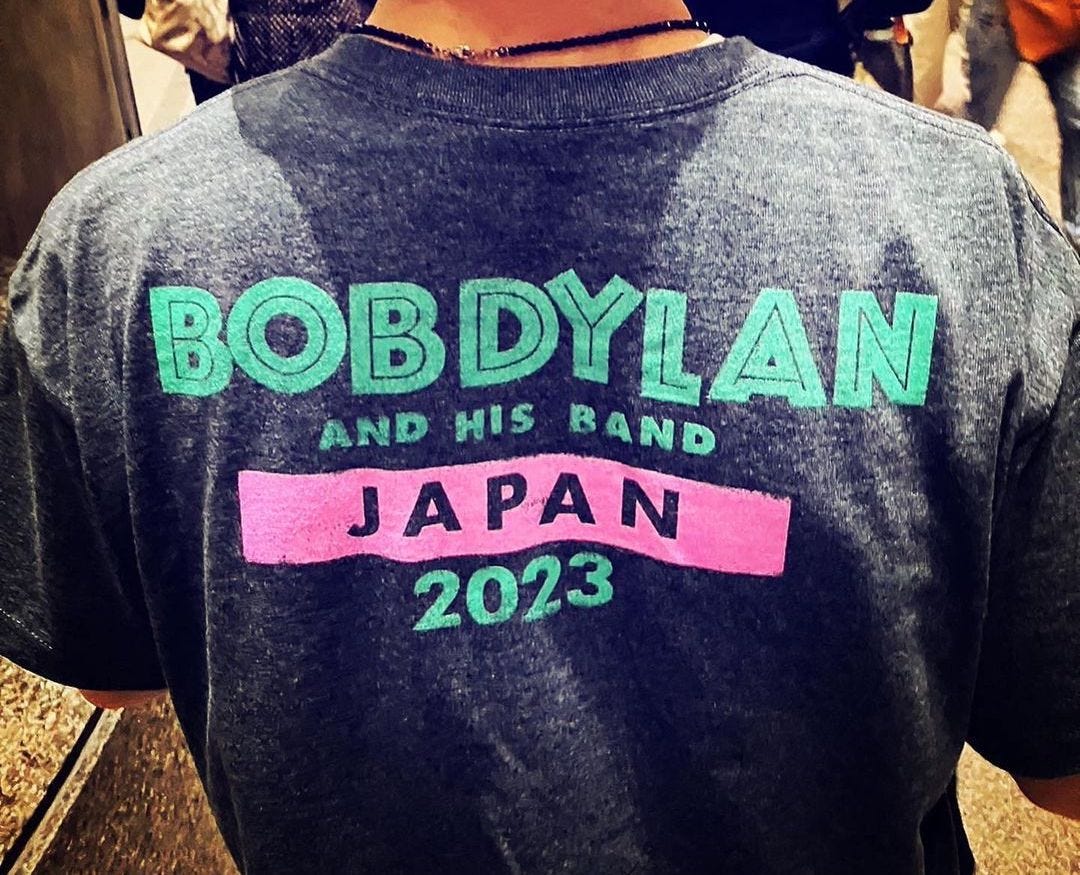 BOB DYLAN
AND HIS BAND
JAPAN
2023